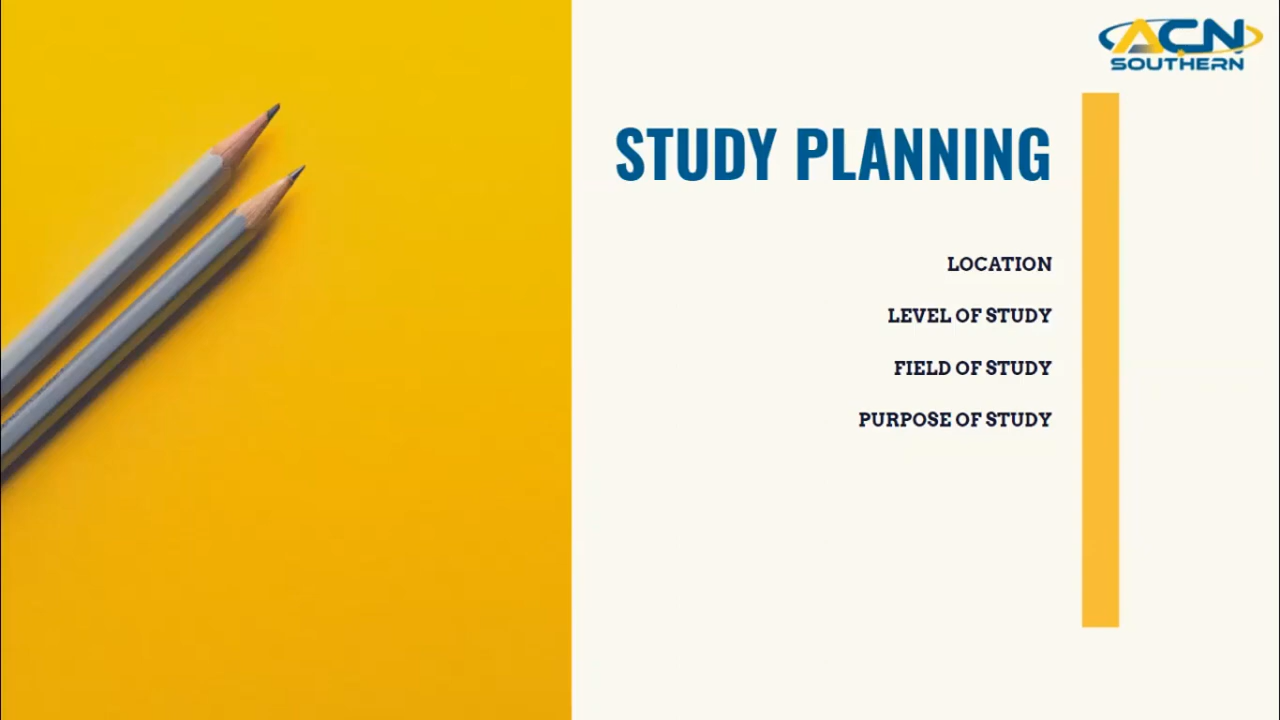 ACN
SOUTHERN
STUDY PLANNING
LOCATION
LEVEL OF STUDY
FIELD OF STUDY
PURPOSE OF STUDY